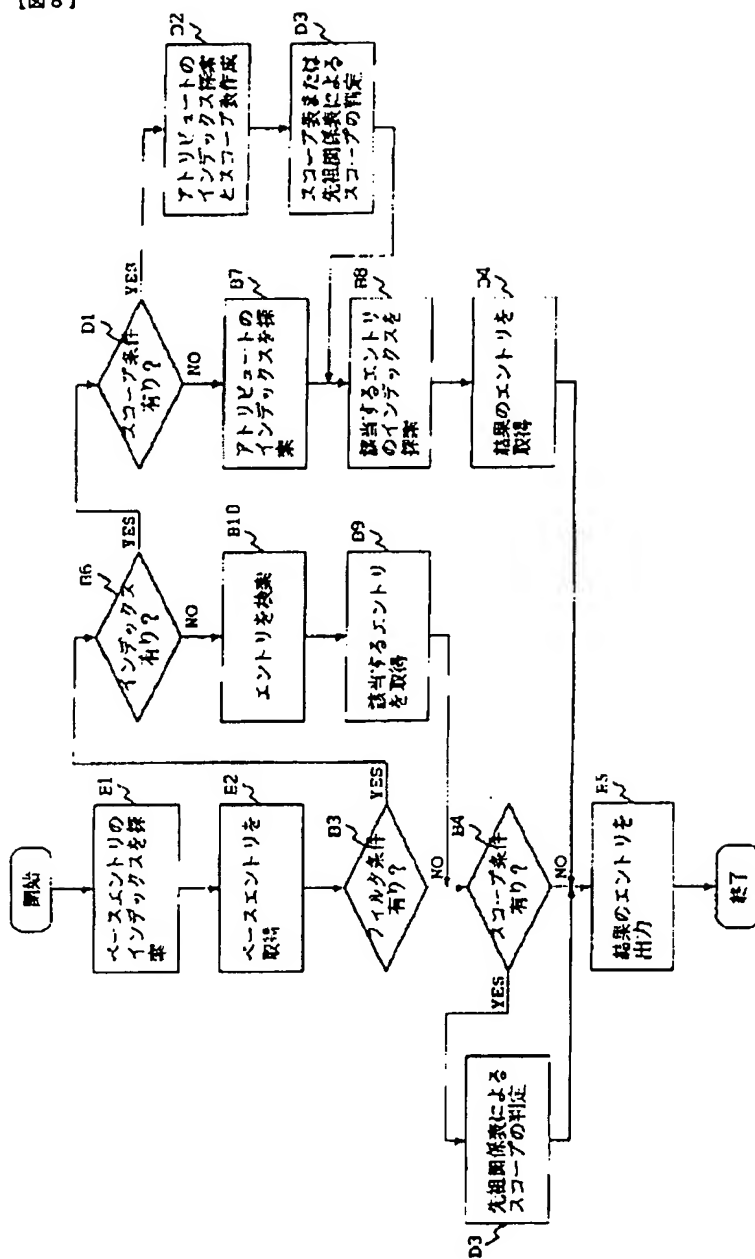 開始
E1
ベースエントリの
インデックスを探
索
E2
ベースエントリを
取得
B3
フィルタ条件
有り?
YES
NO
B6
インデックス
有り?
YES
NO
B10
エントリを検索
B9
該当するエントリ
を取得
D1
スコープ条件
有り?
YES
NO
B7
アトリビュートの
インデックスを探
索
B8
該当するエントリ
のインデックスを
探索
D4
結果のエントリを
取得
D2
アトリビュートの
インデックス探索
とスコープ表作成
D3
スコープ表または
先祖関係表による
スコープの判定
B4
スコープ条件
有り?
YES
NO
D3
先祖関係表による
スコープの判定
結果のエントリを
出力
終了